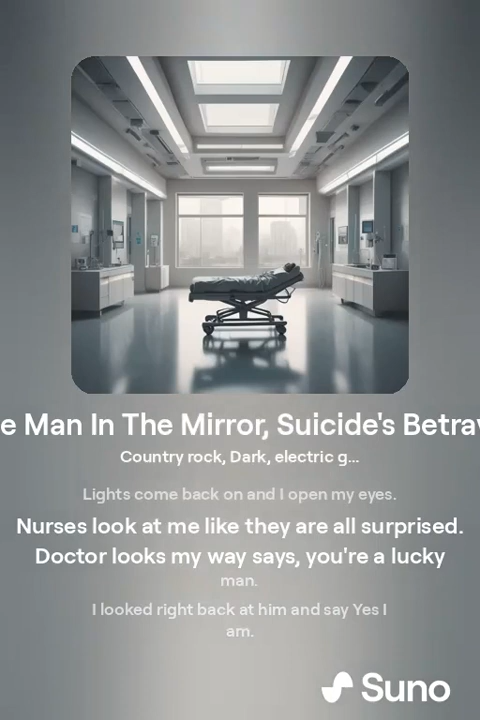 e Man In The Mirror, Suicide's Betra
Country rock, Dark, electric g...
Lights come back on and I open my eyes.
Nurses look at me like they are all surprised.
Doctor looks my way says, you're a lucky
man.
I looked right back at him and say Yes I
am.
Suno